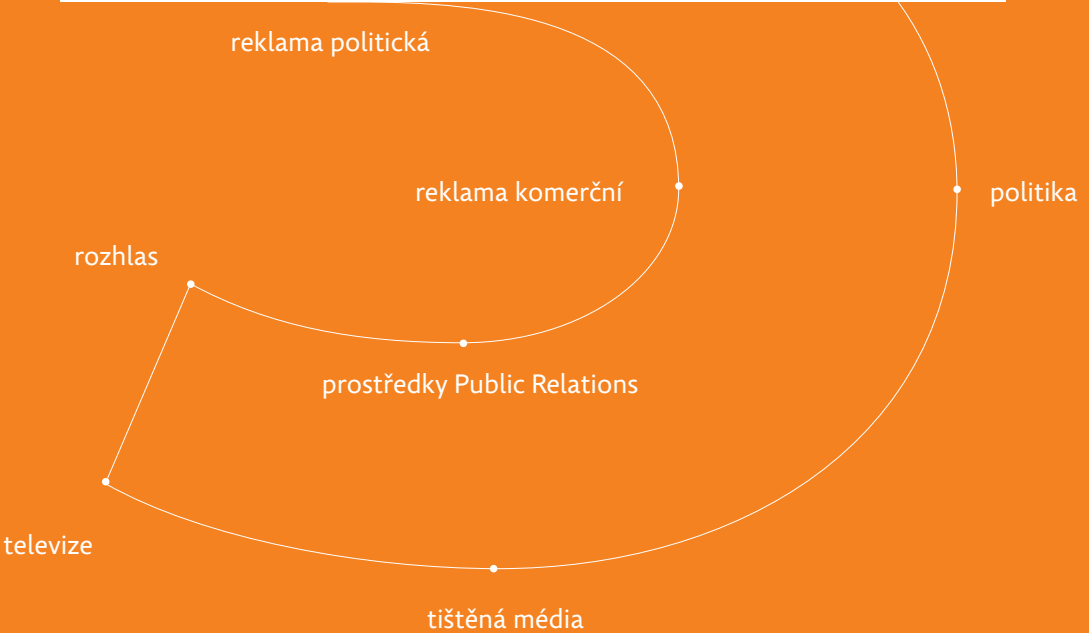 reklama politická
reklama komerční
politika
rozhlas
prostředky Public Relations
televize
tištěná média